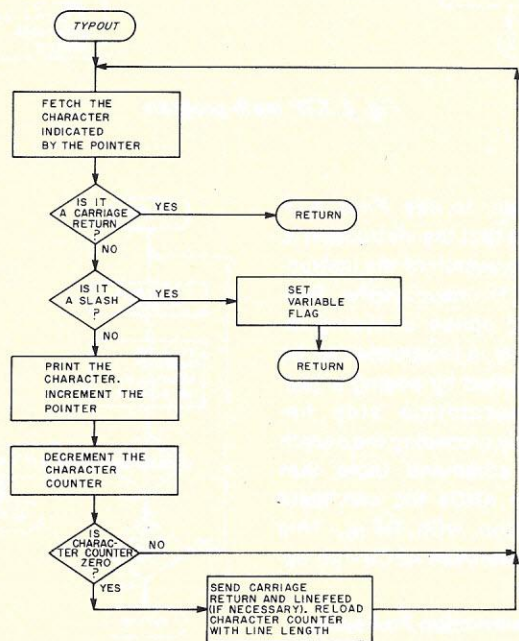 TYPOUT
FETCH THE
CHARACTER
INDICATED
BY THE POINTER
IS IT
A CARRIAGE
RETURN
?
YES
RETURN
NO
IS IT
A SLASH
?
YES
SET
VARIABLE
FLAG
RETURN
NO
PRINT THE
CHARACTER.
INCREMENT THE
POINTER
DECREMENT THE
CHARACTER
COUNTER
IS
CHARAC-
TER COUNTER
ZERO
?
NO
YES
SEND CARRIAGE
RETURN AND LINEFEED
(IF NECESSARY). RELOAD
CHARACTER COUNTER
WITH LINE LENGTH